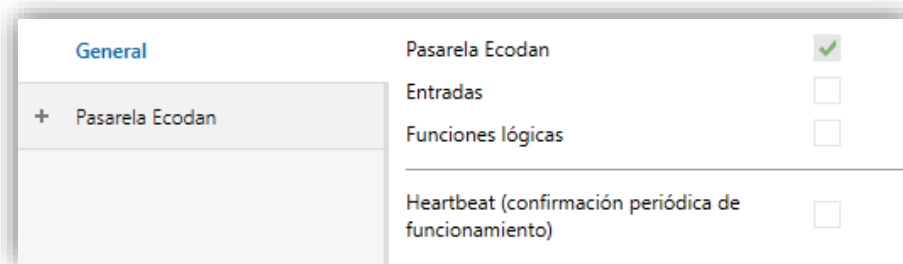 General
+ Pasarela Ecodan
Pasarela Ecodan
Entradas
Funciones lógicas
Heartbeat (confirmación periódica de
funcionamiento)